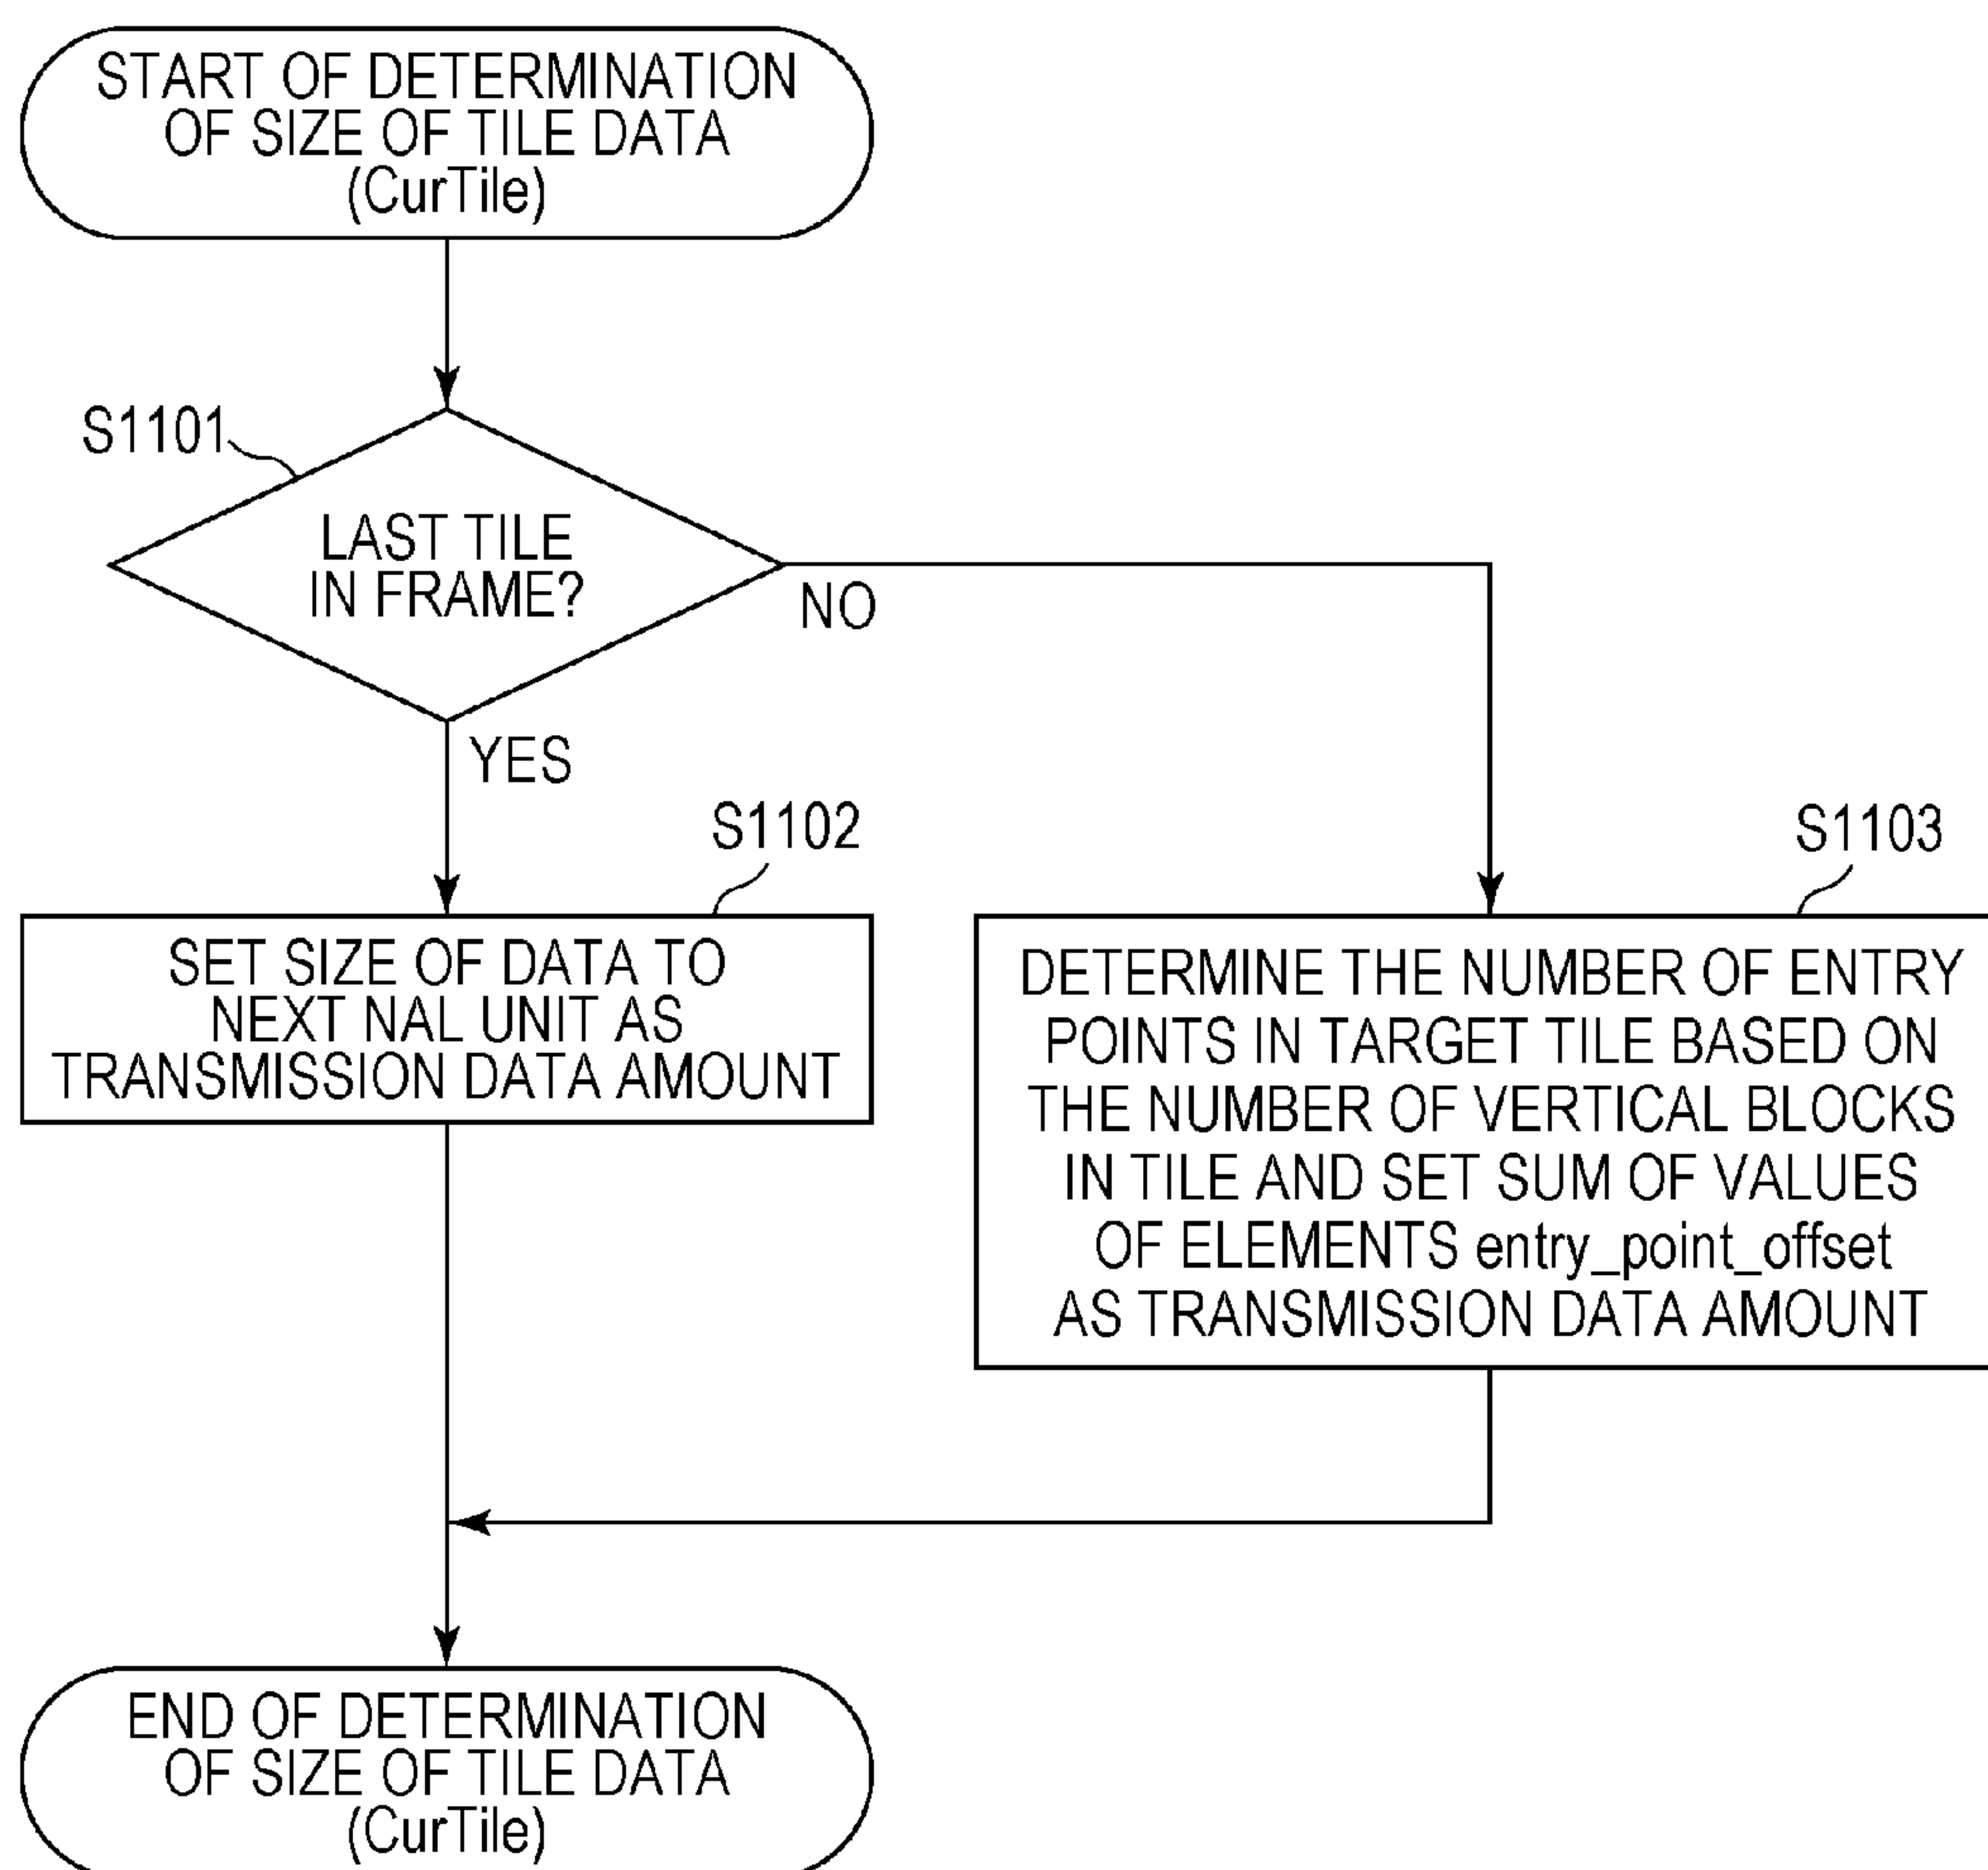 START OF DETERMINATION
OF SIZE OF TILE DATA
(CurTile)
S1101
LAST TILE
IN FRAME?
NO
YES
S1102
SET SIZE OF DATA TO
NEXT NAL UNIT AS
TRANSMISSION DATA AMOUNT
S1103
DETERMINE THE NUMBER OF ENTRY
POINTS IN TARGET TILE BASED ON
THE NUMBER OF VERTICAL BLOCKS
IN TILE AND SET SUM OF VALUES
OF ELEMENTS entry_point_offset
AS TRANSMISSION DATA AMOUNT
END OF DETERMINATION
OF SIZE OF TILE DATA
(CurTile)